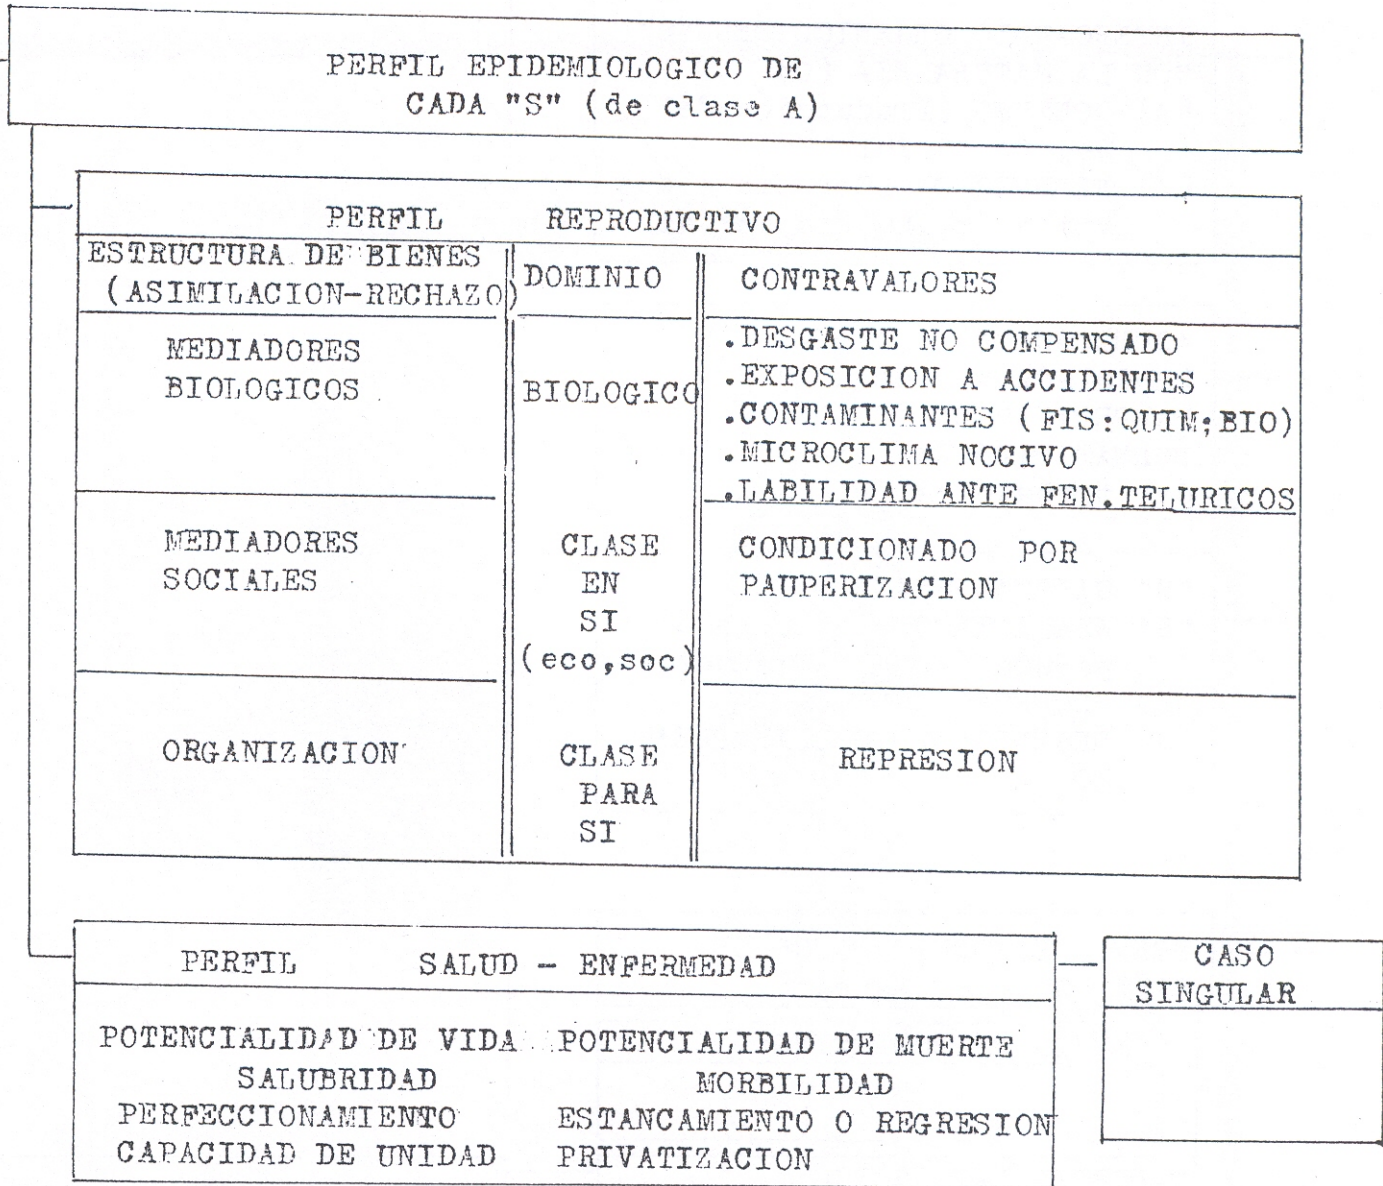 PERFIL EPIDEMIOLOGICO DE
CADA "S" (de clase A)
PERFIL REPRODUCTIVO
ESTRUCTURA DE BIENES
(ASIMILACION-RECHAZO)
DOMINIO
CONTRAVALORES
MEDIADORES
BIOLOGICOS
BIOLOGICO
.DESGASTE NO COMPENSADO
.EXPOSICION A ACCIDENTES
.CONTAMINANTES (FIS:QUIM;BIO)
.MICROCLIMA NOCIVO
.LABILIDAD ANTE FEN.TELURICOS
MEDIADORES
SOCIALES
CLASE
EN
SI
(eco,soc)
CONDICIONADO POR
PAUPERIZACION
ORGANIZACION
CLASE
PARA
SI
REPRESION
PERFIL SALUD - ENFERMEDAD
POTENCIALIDAD DE VIDA POTENCIALIDAD DE MUERTE
SALUBRIDAD MORBILIDAD
PERFECCIONAMIENTO ESTANCAMIENTO O REGRESION
CAPACIDAD DE UNIDAD PRIVATIZACION
CASO
SINGULAR